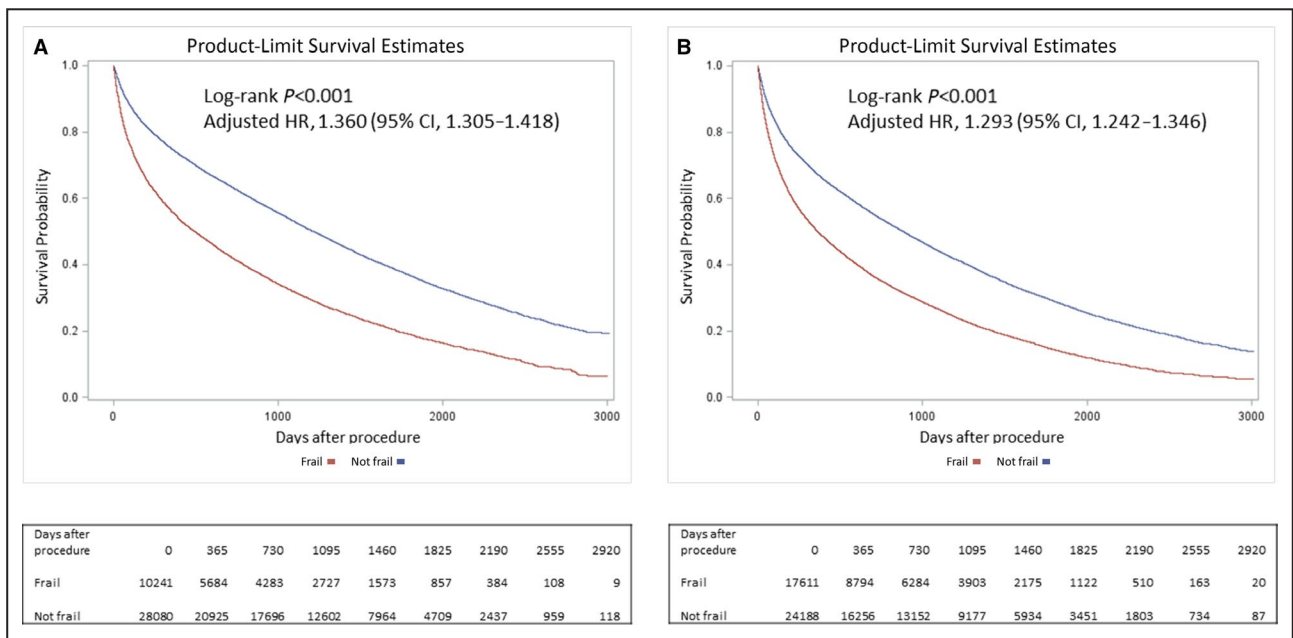 A
Product-Limit Survival Estimates
1.0
0.8
0.6
0.4
0.2
0.0
Survival Probability
Log-rank P<0.001
Adjusted HR, 1.360 (95% CI, 1.305–1.418)
0 1000 2000 3000
Days after procedure
Frail Not frail
Days after
procedure 0 365 730 1095 1460 1825 2190 2555 2920
Frail 10241 5684 4283 2727 1573 857 384 108 9
Not frail 28080 20925 17696 12602 7964 4709 2437 959 118
B
Product-Limit Survival Estimates
1.0
0.8
0.6
0.4
0.2
0.0
Survival Probability
Log-rank P<0.001
Adjusted HR, 1.293 (95% CI, 1.242–1.346)
0 1000 2000 3000
Days after procedure
Frail Not frail
Days after
procedure 0 365 730 1095 1460 1825 2190 2555 2920
Frail 17611 8794 6284 3903 2175 1122 510 163 20
Not frail 24188 16256 13152 9177 5934 3451 1803 734 87